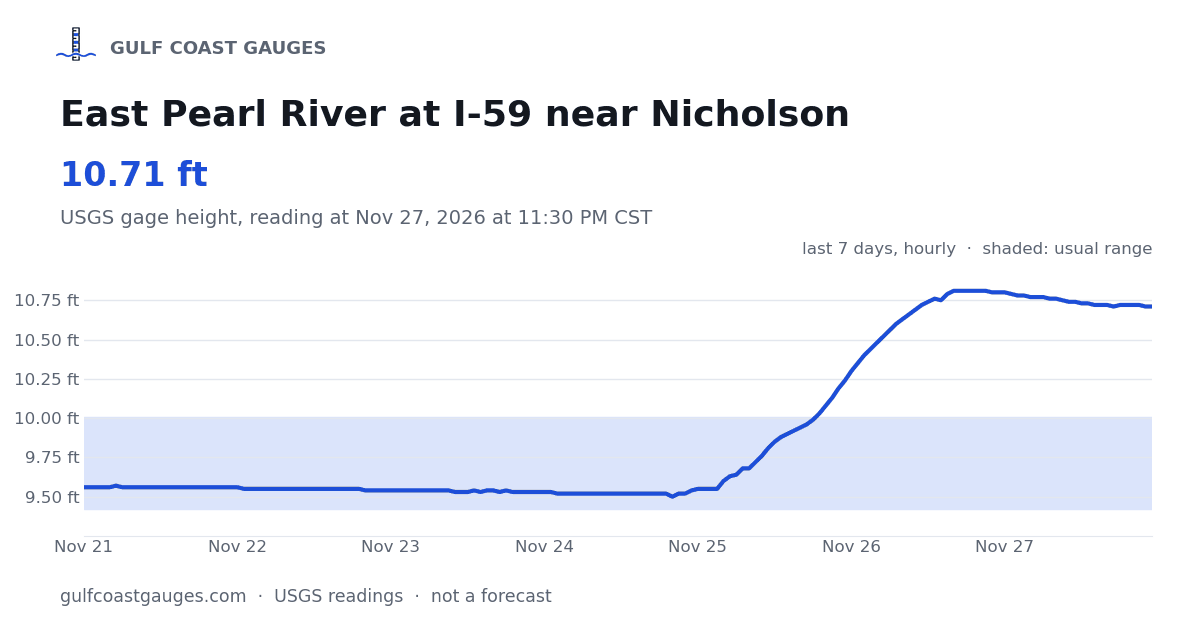 GULF COAST GAUGES
East Pearl River at I-59 near Nicholson
10.71 ft
USGS gage height, reading at Nov 27, 2026 at 11:30 PM CST
last 7 days, hourly · shaded: usual range
10.75 ft
10.50 ft
10.25 ft
10.00 ft
9.75 ft
9.50 ft
Nov 21 Nov 22 Nov 23 Nov 24 Nov 25 Nov 26 Nov 27
gulfcoastgauges.com · USGS readings · not a forecast